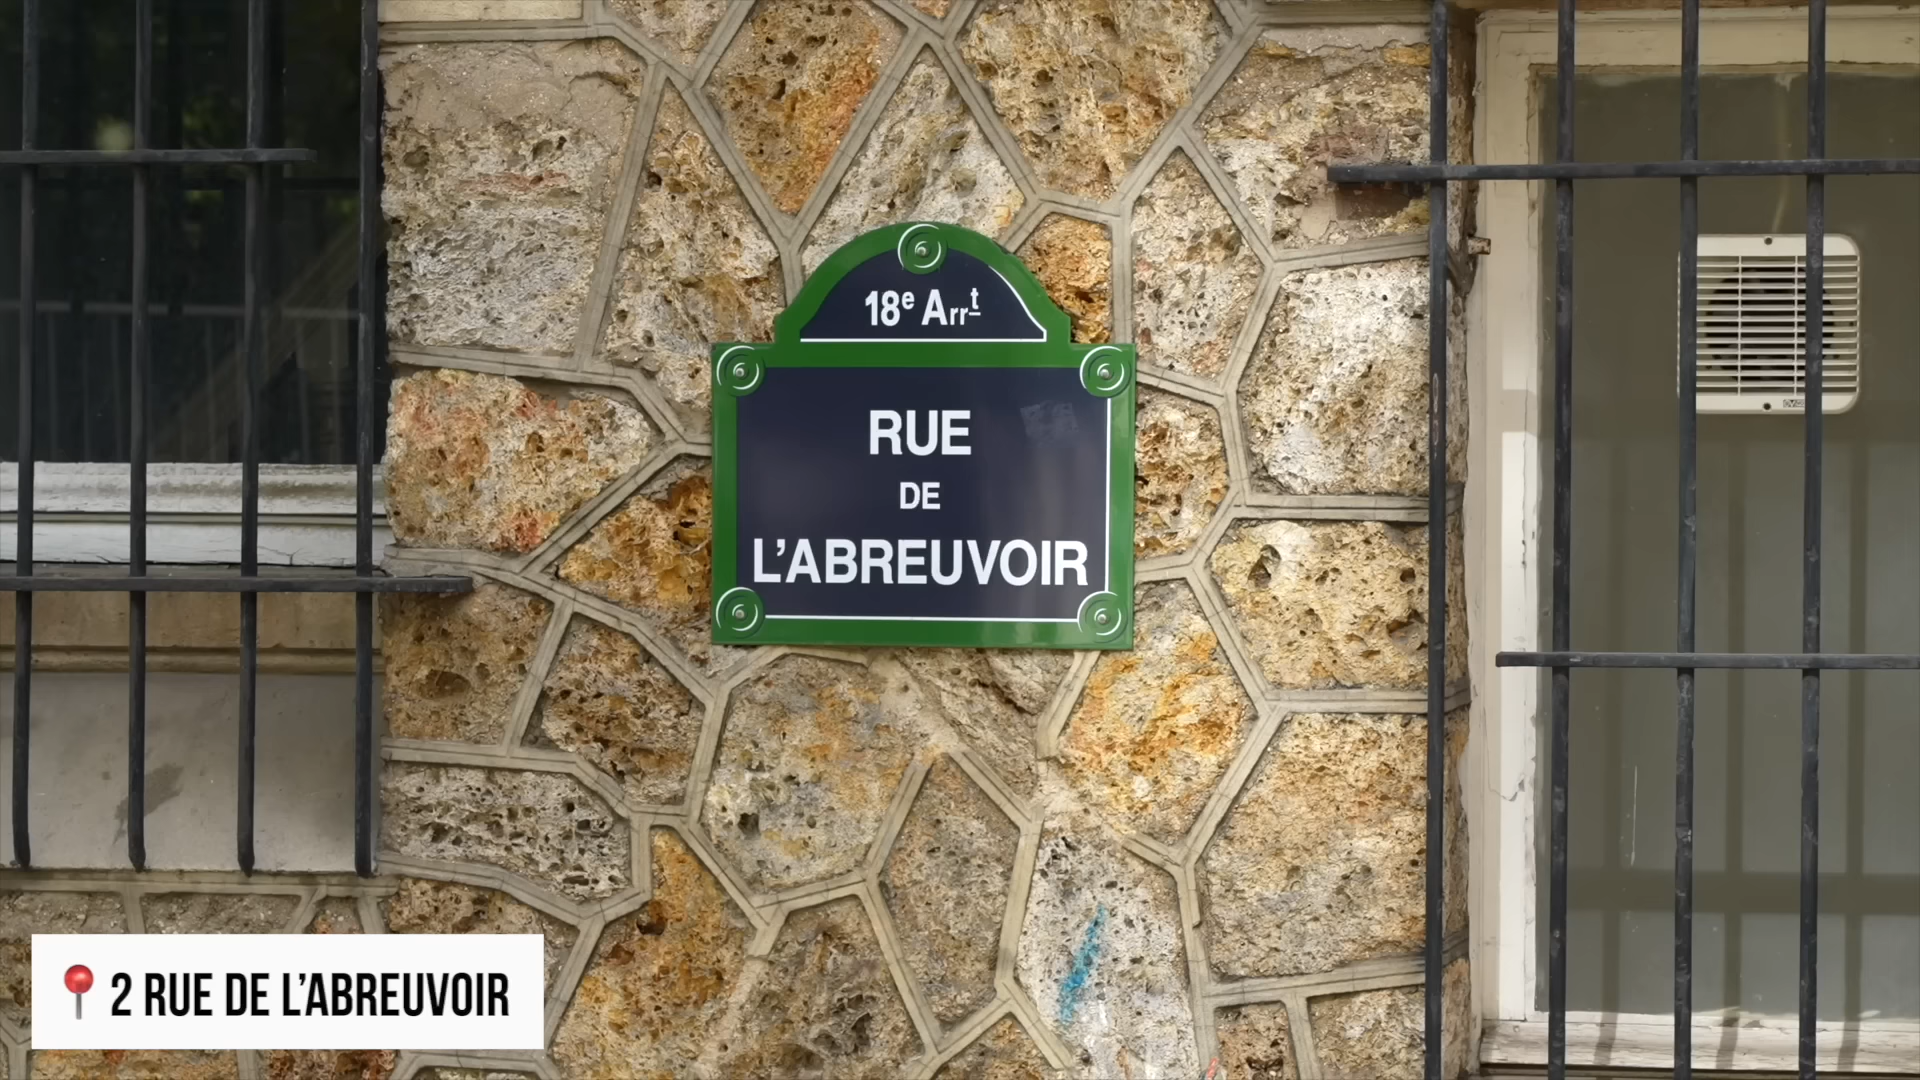 18e Arrt
RUE
DE
L'ABREUVOIR
📍 2 RUE DE L'ABREUVOIR